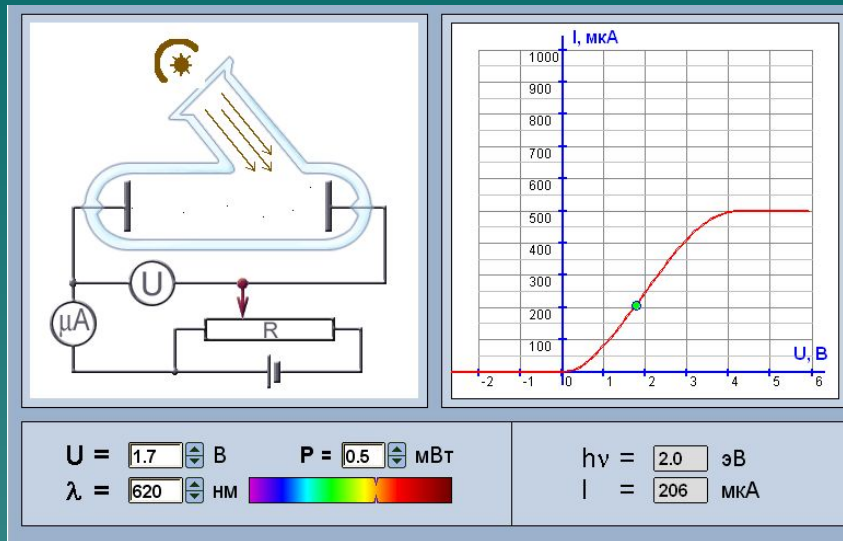 U
μA
R
I, мкА
1000
900
800
700
600
500
400
300
200
100
U, В
-2 -1 0 1 2 3 4 5 6
U = 1.7 В P = 0.5 мВт
λ = 620 нм
hν = 2.0 эВ
I = 206 мкА